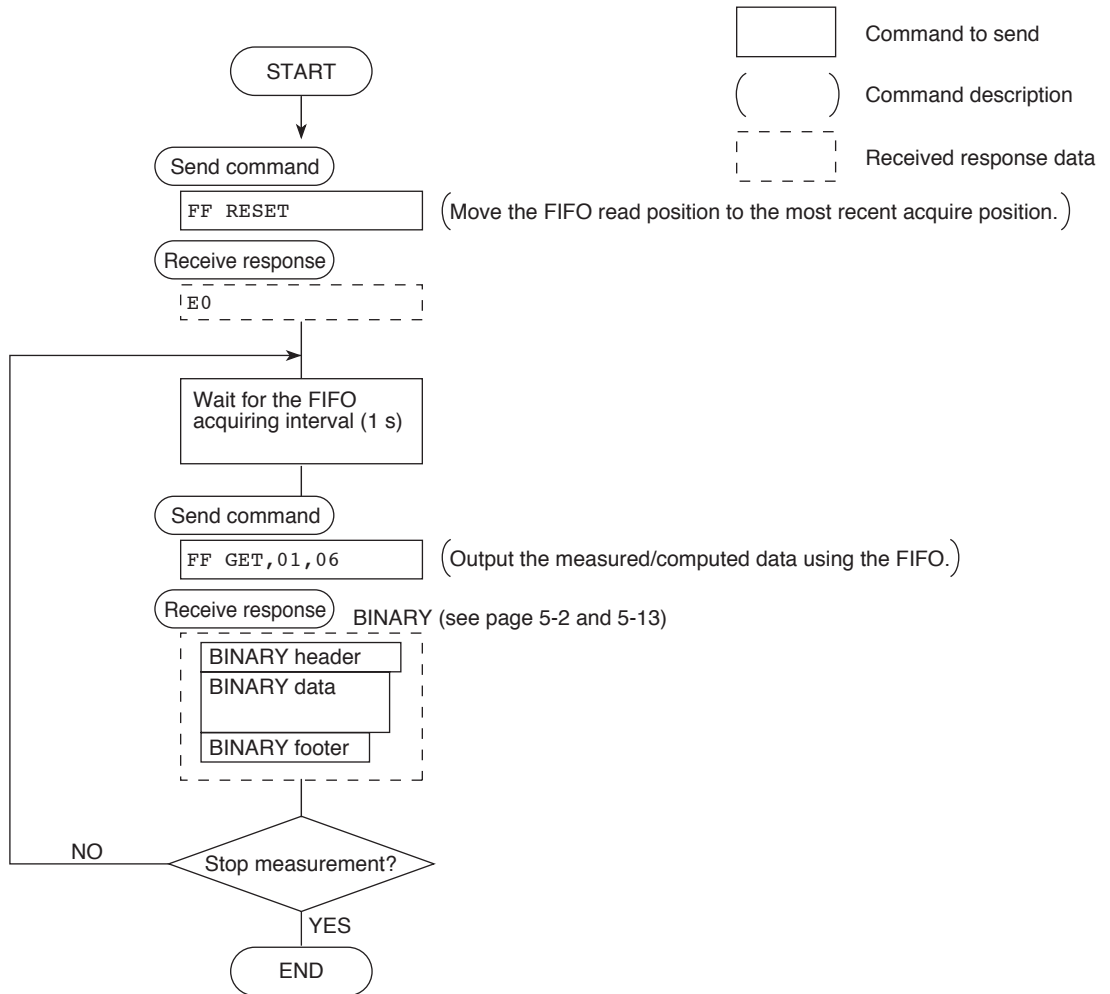 Command to send
START
Command description
Send command
Received response data
FF RESET
(Move the FIFO read position to the most recent acquire position.)
Receive response
E0
Wait for the FIFO
acquiring interval (1 s)
Send command
FF GET,01,06
(Output the measured/computed data using the FIFO.)
Receive response
BINARY (see page 5-2 and 5-13)
BINARY header
BINARY data
BINARY footer
NO
Stop measurement?
YES
END